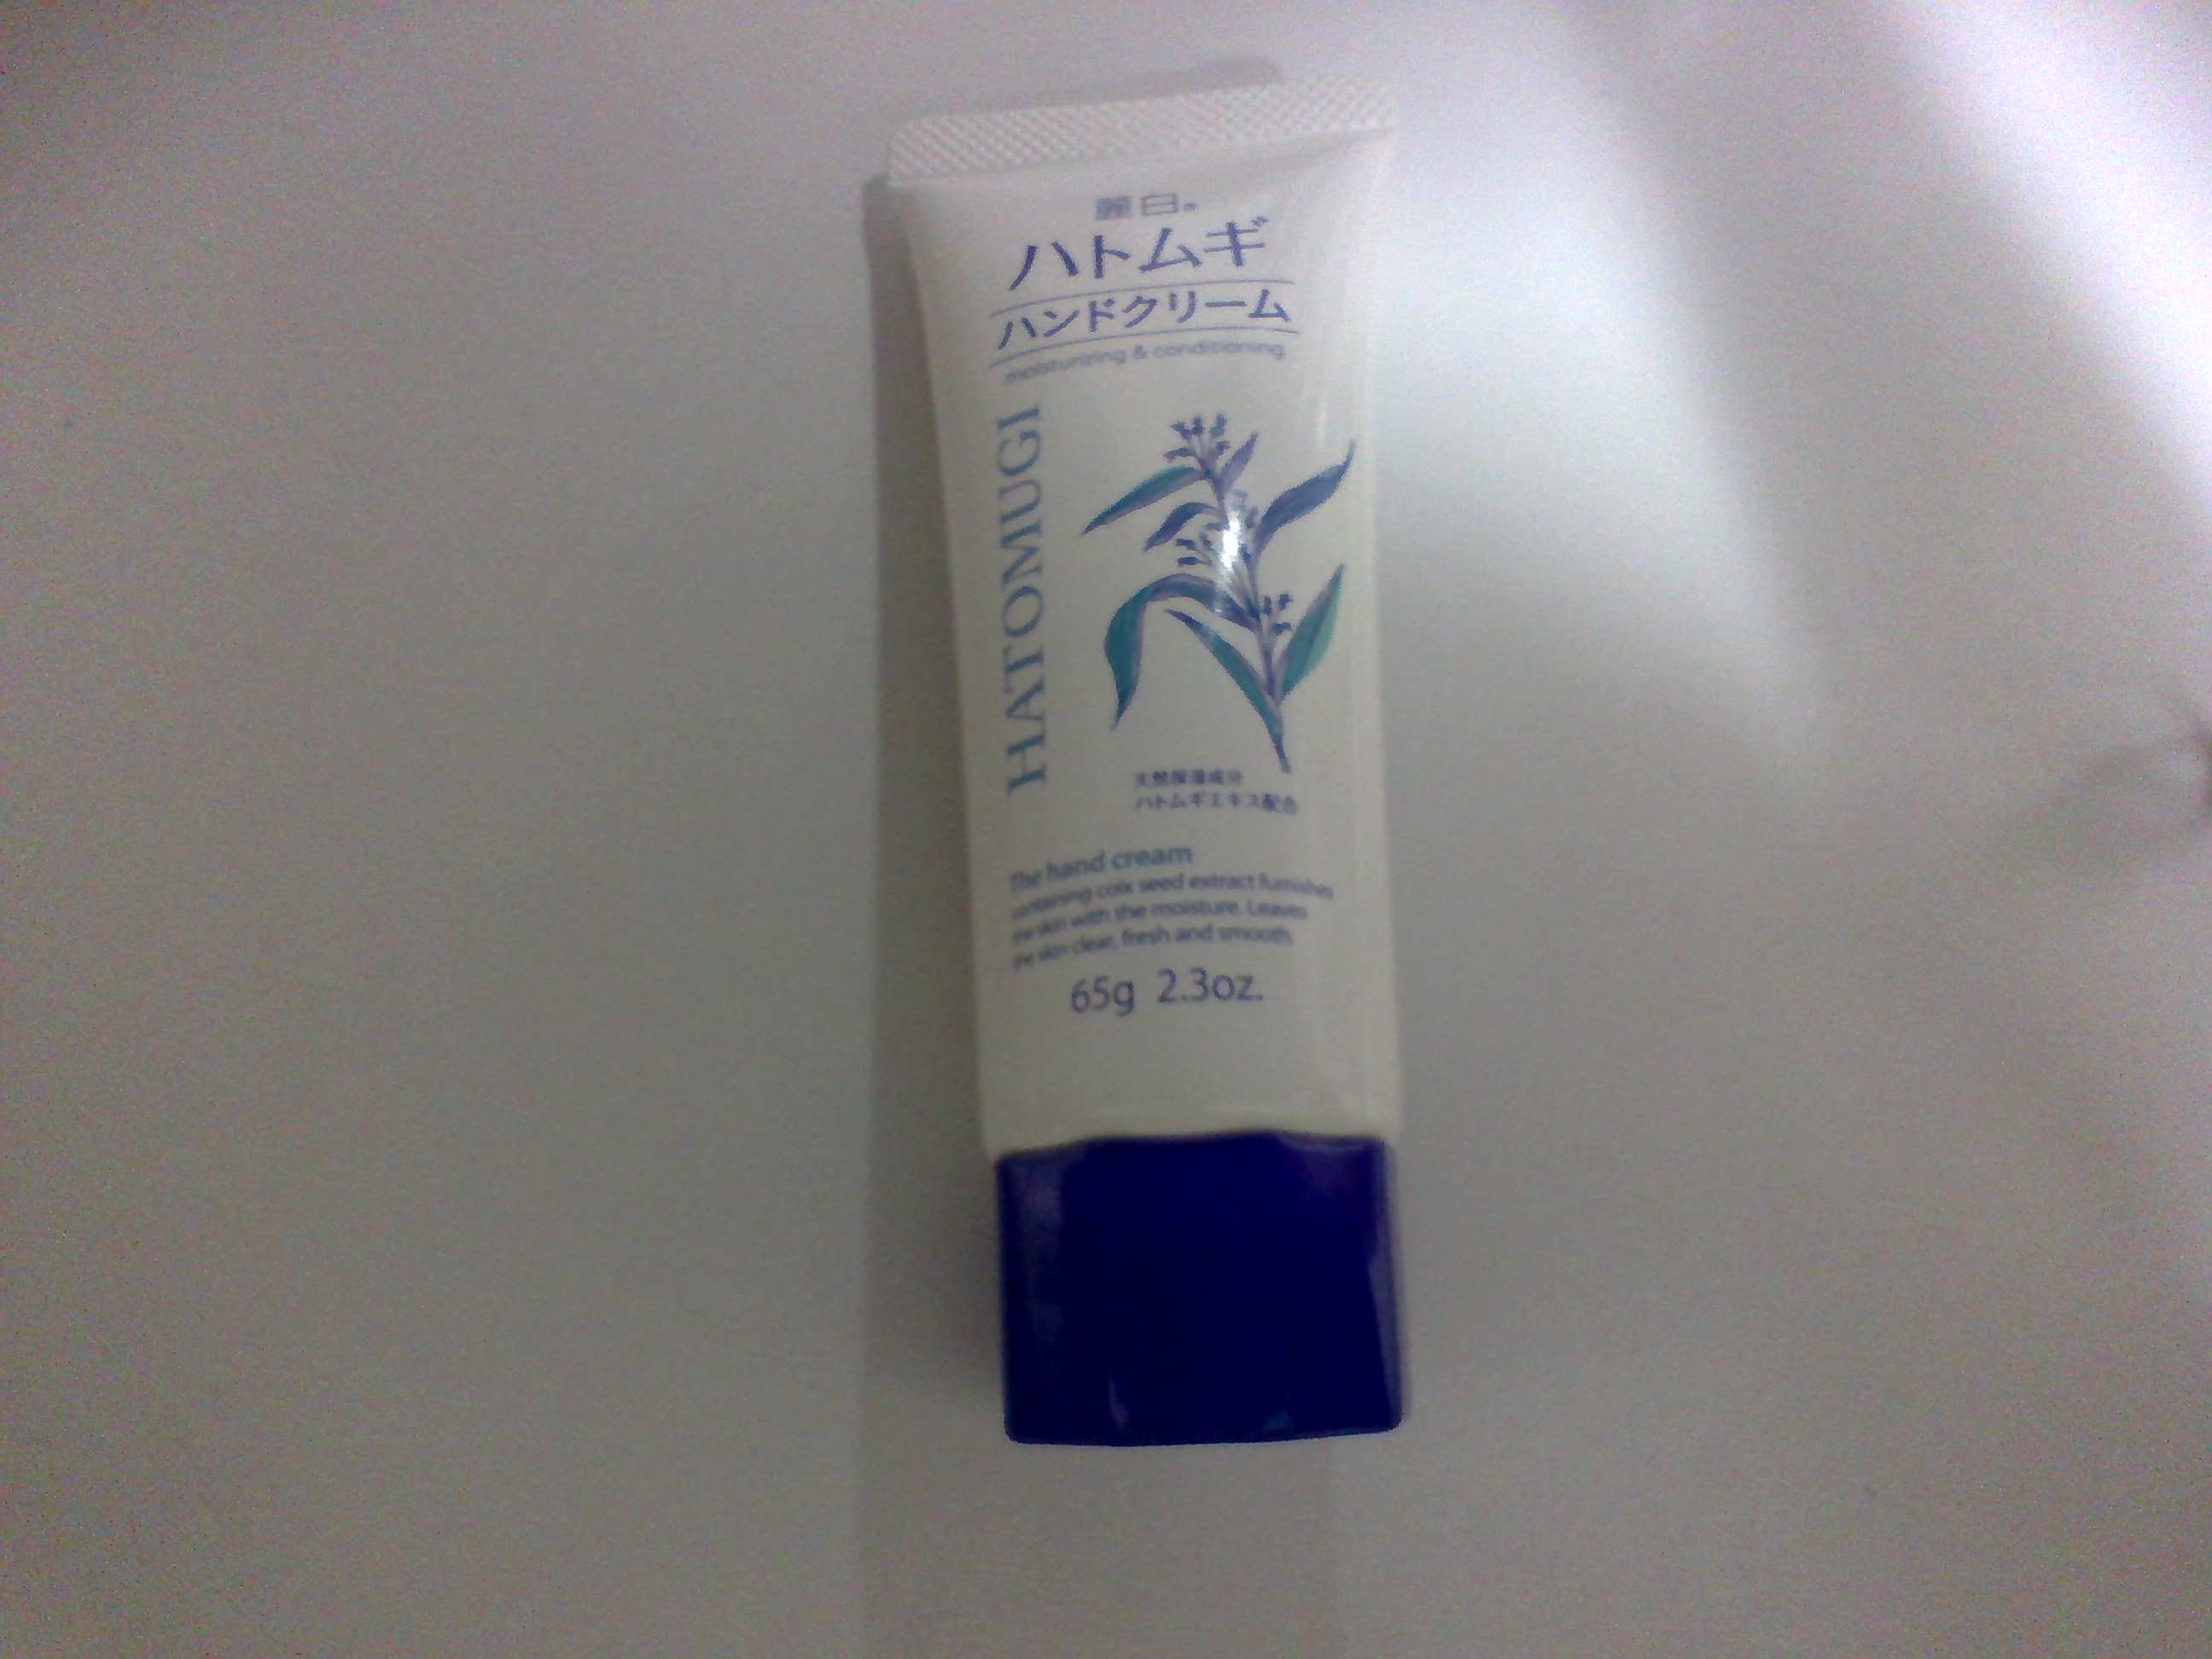 麗白®
ハトムギ
ハンドクリーム
moisturizing & conditioning
HATOMUGI
天然保湿成分
ハトムギエキス配合
The hand cream
containing coix seed extract furnishes
the skin with the moisture. Leaves
the skin clear, fresh and smooth.
65g 2.3oz.